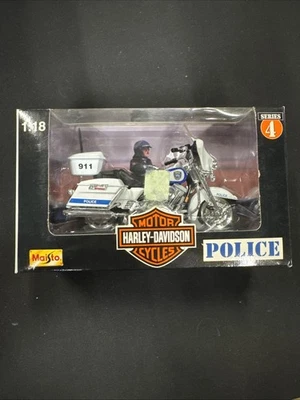 1:18
SERIES
4
911
POLICE
MOTOR
HARLEY-DAVIDSON
CYCLES
Maisto
POLICE